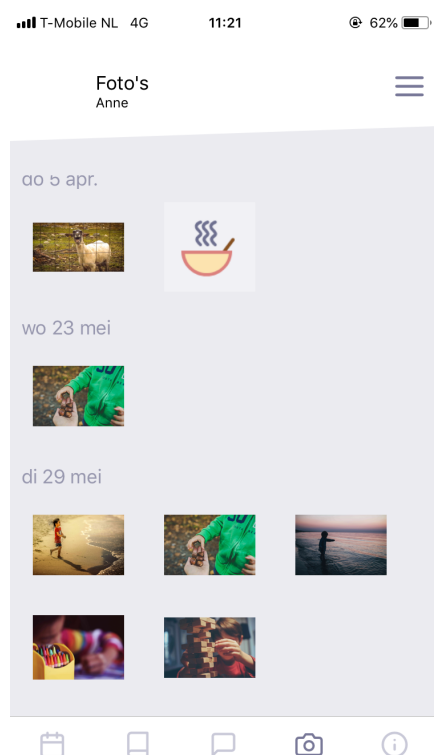 T-Mobile NL 4G 11:21 62%
Foto's
Anne
do 5 apr.
wo 23 mei
di 29 mei